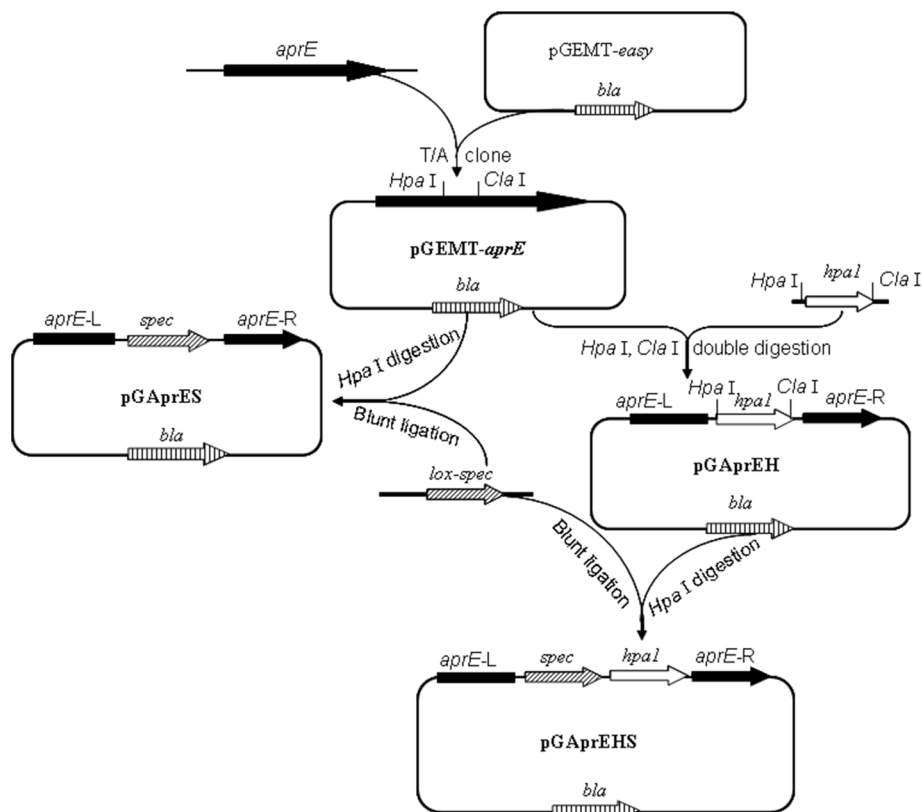 aprE
pGEMT-easy
bla
T/A clone
Hpa I Cla I
pGEMT-aprE
bla
Hpa I hpa1 Cla I
aprE-L spec aprE-R
Hpa I digestion
Hpa I, Cla I double digestion
pGAprES
Blunt ligation
bla
Hpa I Cla I
aprE-L hpa1 aprE-R
pGAprEH
lox-spec
bla
Blunt ligation
Hpa I digestion
aprE-L spec hpa1 aprE-R
pGAprEHS
bla